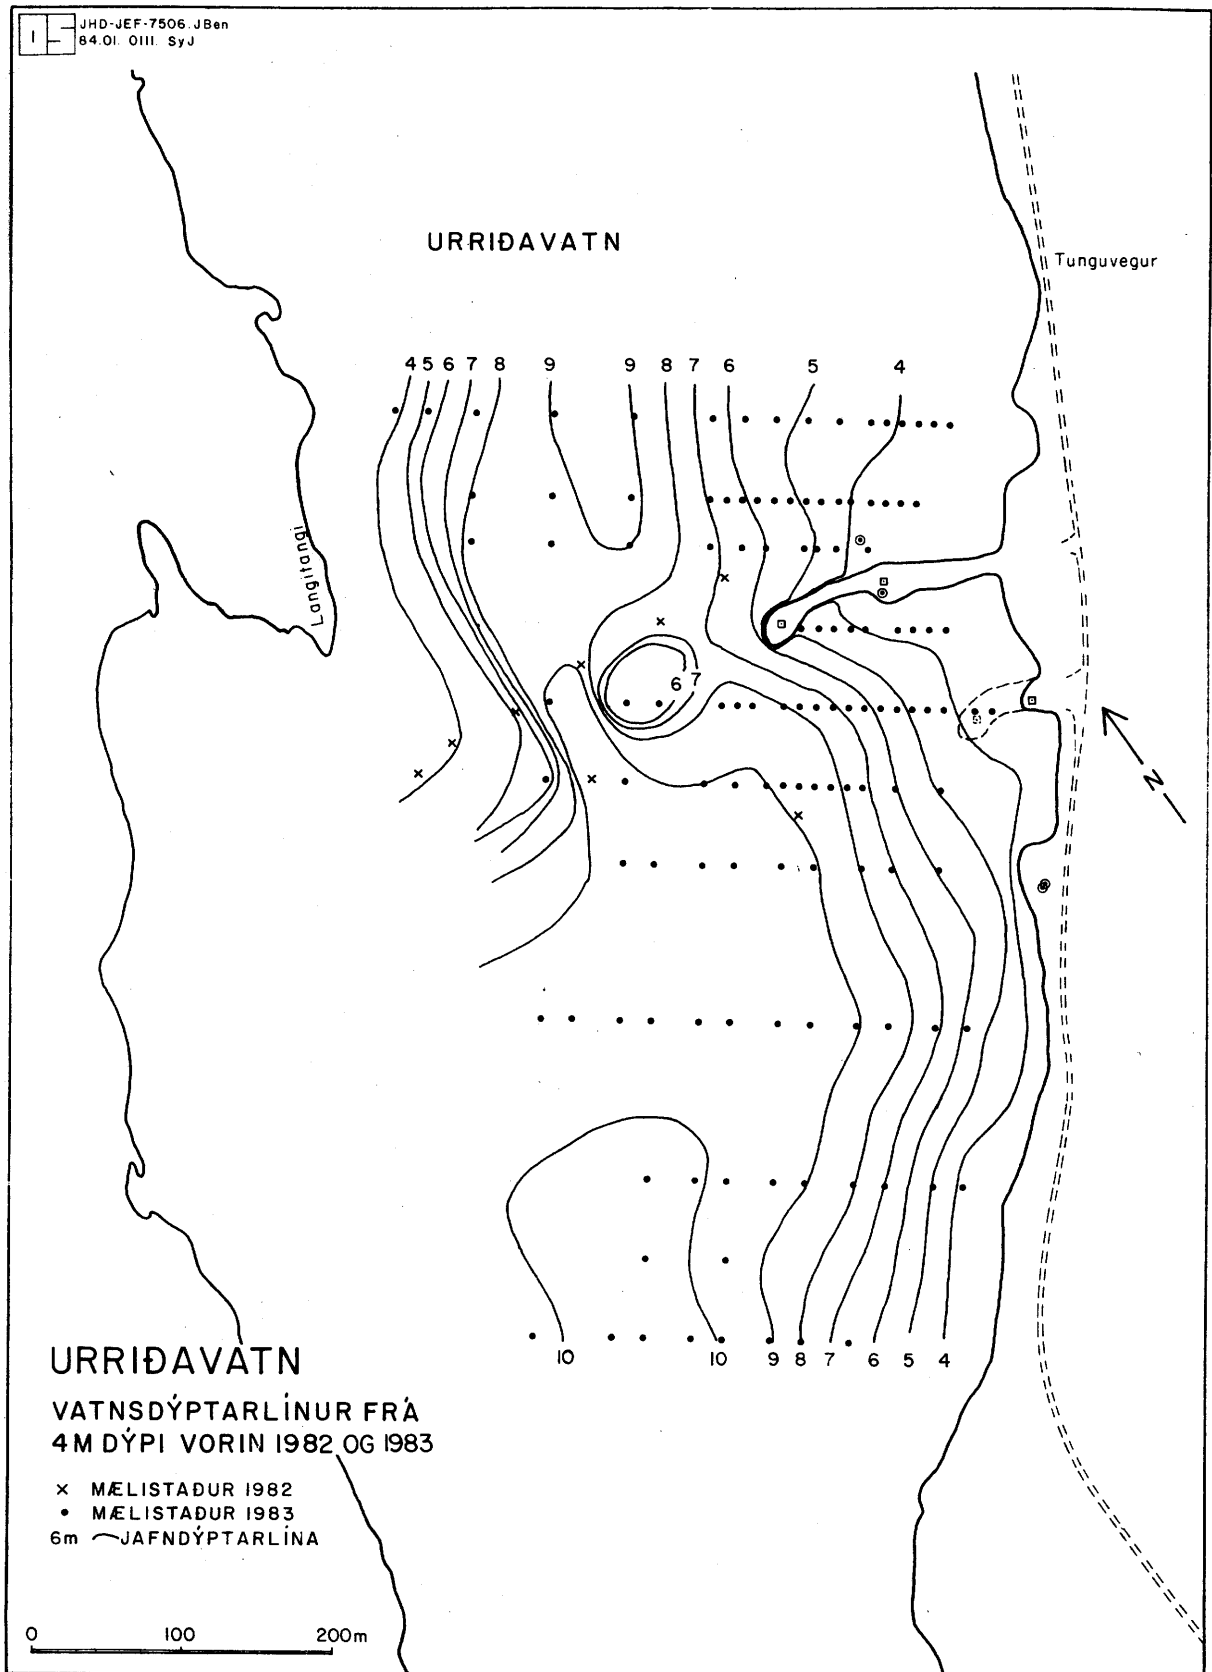 1
JHD-JEF-7506.JBen
84.01. 0111. SyJ
URRIÐAVATN
Tunguvegur
4 5 6 7 8 9 9 8 7 6 5 4
Langitangi
6 7
N
10 10 9 8 7 6 5 4
URRIÐAVATN
VATNSDÝPTARLÍNUR FRÁ
4M DÝPI VORIN 1982 OG 1983
× MÆLISTAÐUR 1982
• MÆLISTAÐUR 1983
6m JAFNDÝPTARLÍNA
0 100 200m